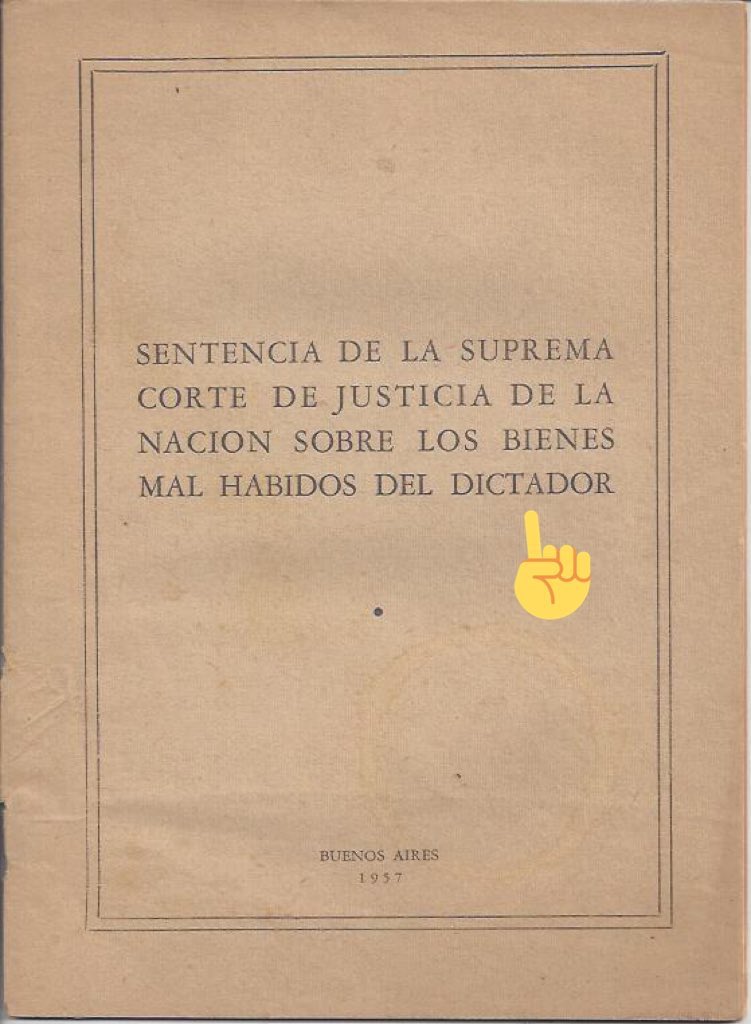 SENTENCIA DE LA SUPREMA
CORTE DE JUSTICIA DE LA
NACION SOBRE LOS BIENES
MAL HABIDOS DEL DICTADOR
BUENOS AIRES
1957